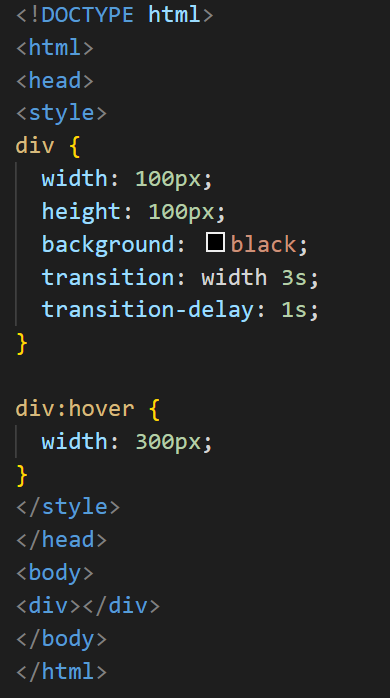 <!DOCTYPE html>
<html>
<head>
<style>
div {
  width: 100px;
  height: 100px;
  background: black;
  transition: width 3s;
  transition-delay: 1s;
}

div:hover {
  width: 300px;
}
</style>
</head>
<body>
<div></div>
</body>
</html>